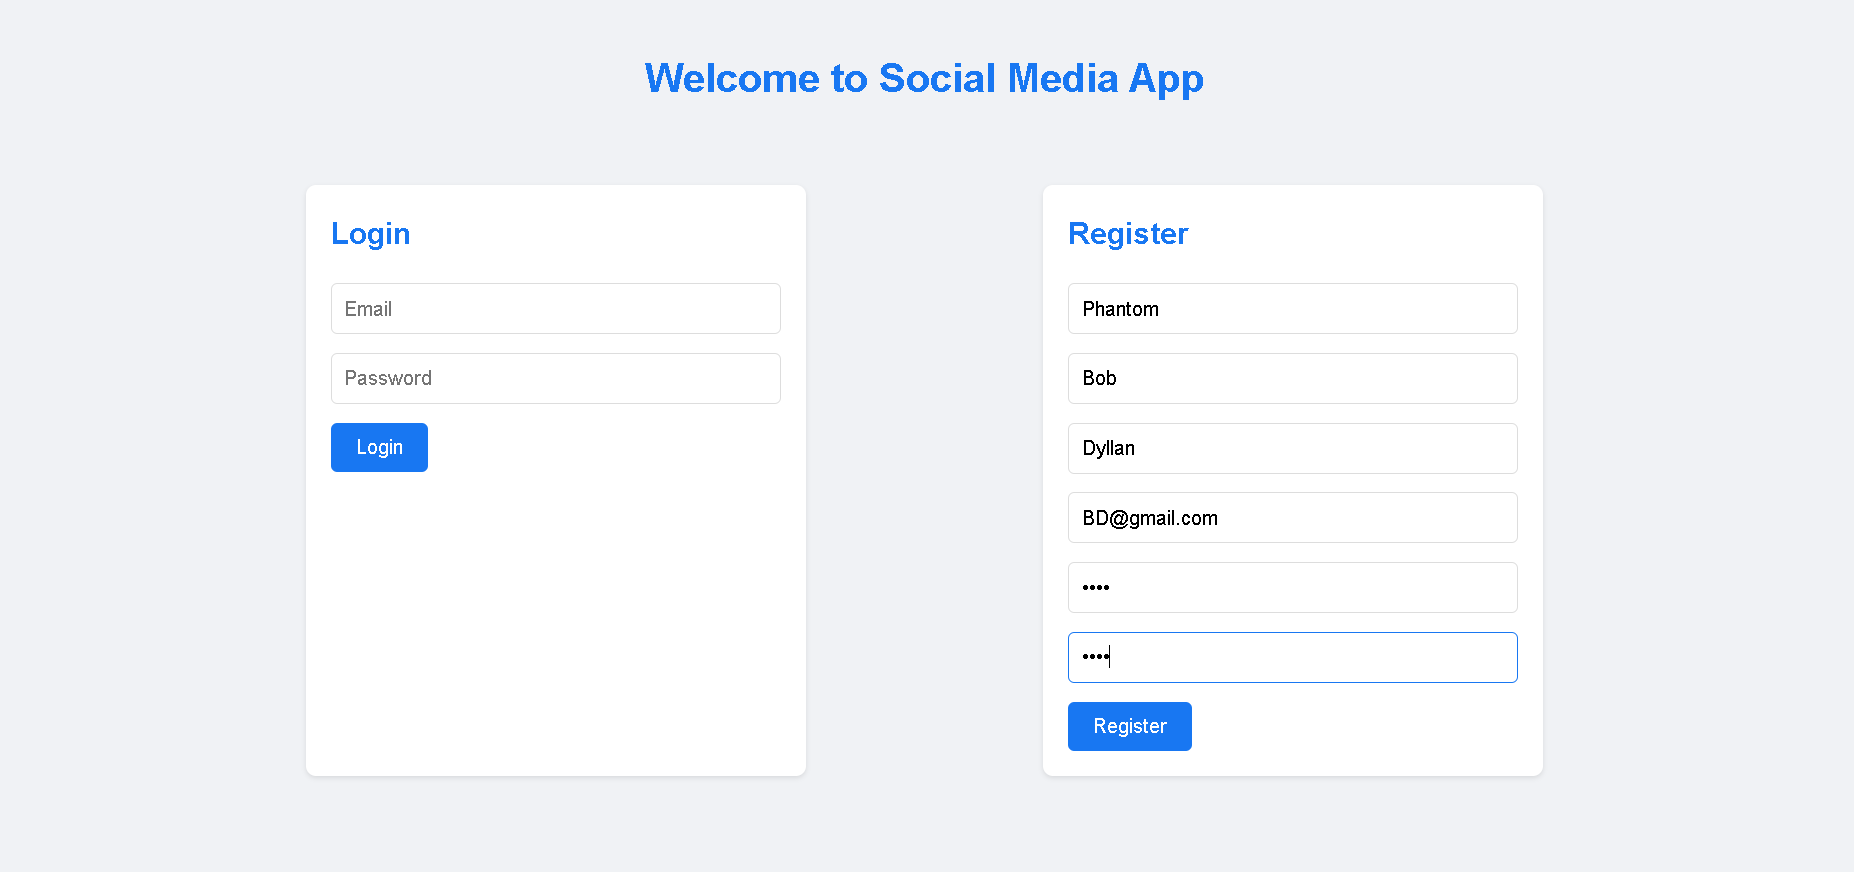 Welcome to Social Media App
Login
Email
Password
Login
Register
Phantom
Bob
Dyllan
BD@gmail.com
••••
••••
Register